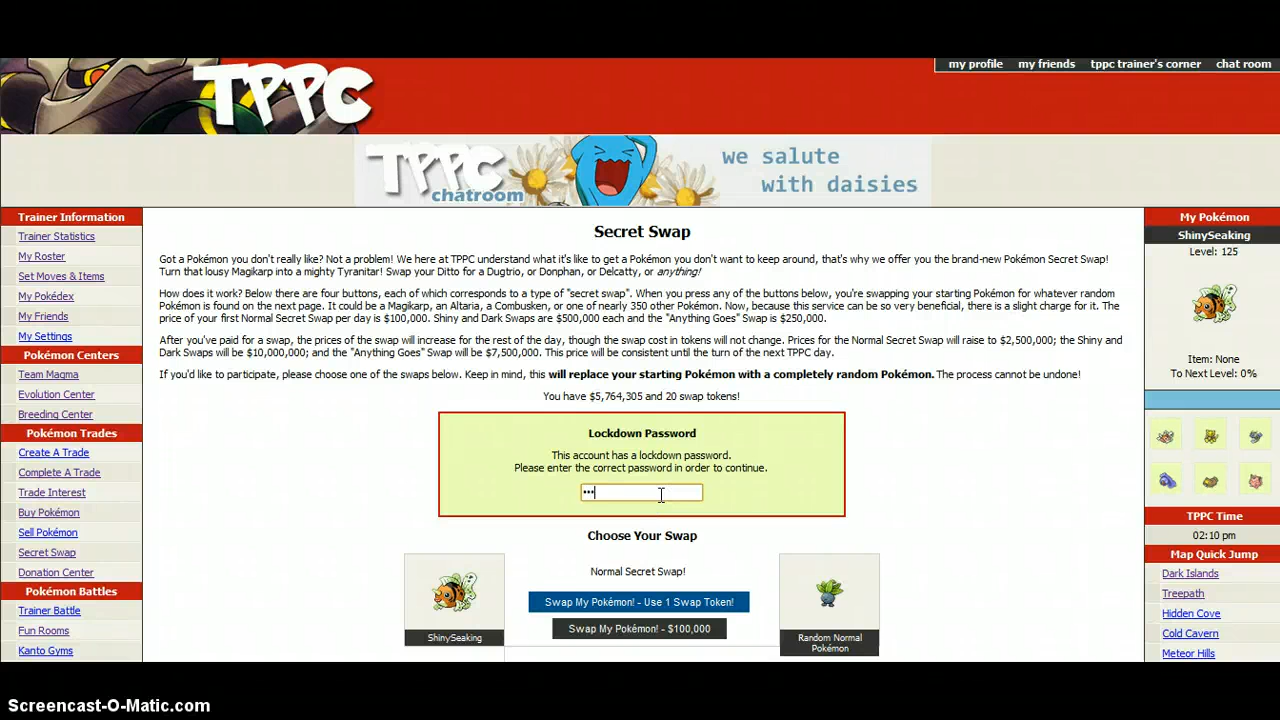 my profile my friends tppc trainer's corner chat room
TPPC
TPPC
chatroom
we salute
with daisies
Trainer Information
Trainer Statistics
My Roster
Set Moves & Items
My Pokédex
My Friends
My Settings
Pokémon Centers
Team Magma
Evolution Center
Breeding Center
Pokémon Trades
Create A Trade
Complete A Trade
Trade Interest
Buy Pokémon
Sell Pokémon
Secret Swap
Donation Center
Pokémon Battles
Trainer Battle
Fun Rooms
Kanto Gyms
Secret Swap
Got a Pokémon you don't really like? Not a problem! We here at TPPC understand what it's like to get a Pokémon you don't want to keep around, that's why we offer you the brand-new Pokémon Secret Swap!
Turn that lousy Magikarp into a mighty Tyranitar! Swap your Ditto for a Dugtrio, or Donphan, or Delcatty, or anything!
How does it work? Below there are four buttons, each of which corresponds to a type of "secret swap". When you press any of the buttons below, you're swapping your starting Pokémon for whatever random
Pokémon is found on the next page. It could be a Magikarp, an Altaria, a Combusken, or one of nearly 350 other Pokémon. Now, because this service can be so very beneficial, there is a slight charge for it. The
price of your first Normal Secret Swap per day is $100,000. Shiny and Dark Swaps are $500,000 each and the "Anything Goes" Swap is $250,000.
After you've paid for a swap, the prices of the swap will increase for the rest of the day, though the swap cost in tokens will not change. Prices for the Normal Secret Swap will raise to $2,500,000; the Shiny and
Dark Swaps will be $10,000,000; and the "Anything Goes" Swap will be $7,500,000. This price will be consistent until the turn of the next TPPC day.
If you'd like to participate, please choose one of the swaps below. Keep in mind, this will replace your starting Pokémon with a completely random Pokémon. The process cannot be undone!
You have $5,764,305 and 20 swap tokens!
Lockdown Password
This account has a lockdown password.
Please enter the correct password in order to continue.
•••
Choose Your Swap
Normal Secret Swap!
Swap My Pokémon! - Use 1 Swap Token!
Swap My Pokémon! - $100,000
ShinySeaking
Random Normal
Pokémon
My Pokémon
ShinySeaking
Level: 125
Item: None
To Next Level: 0%
TPPC Time
02:10 pm
Map Quick Jump
Dark Islands
Treepath
Hidden Cove
Cold Cavern
Meteor Hills
Screencast-O-Matic.com